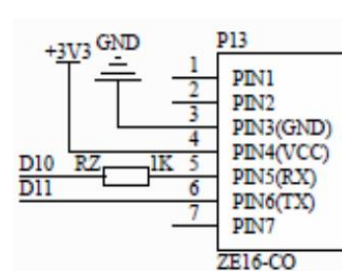 +3V3 GND P13
1 PIN1
2 PIN2
3 PIN3(GND)
4 PIN4(VCC)
D10 RZ 1K 5 PIN5(RX)
D11 6 PIN6(TX)
7 PIN7
ZE16-CO